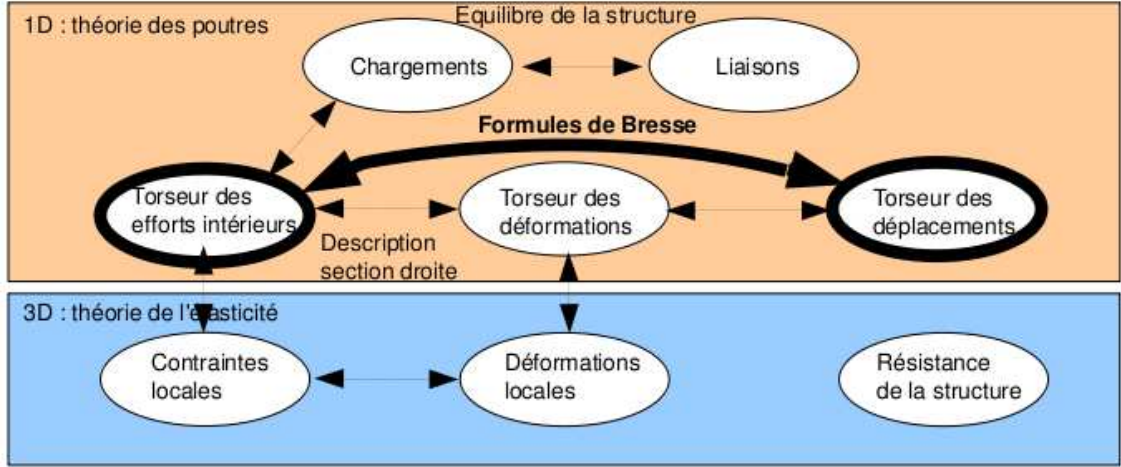 Equilibre de la structure
1D : théorie des poutres
Chargements
Liaisons
Formules de Bresse
Torseur des
efforts intérieurs
Torseur des
déformations
Torseur des
déplacements
Description
section droite
3D : théorie de l'élasticité
Contraintes
locales
Déformations
locales
Résistance
de la structure